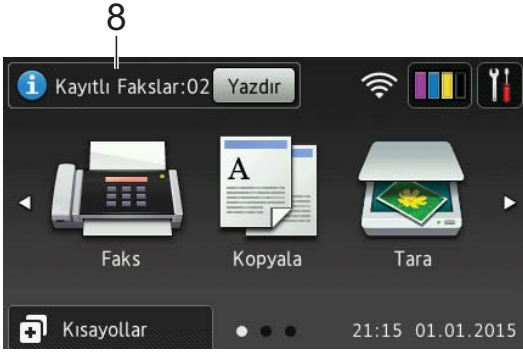 8
Kayıtlı Fakslar:02 Yazdır
A
Faks Kopyala Tara
Kısayollar 21:15 01.01.2015